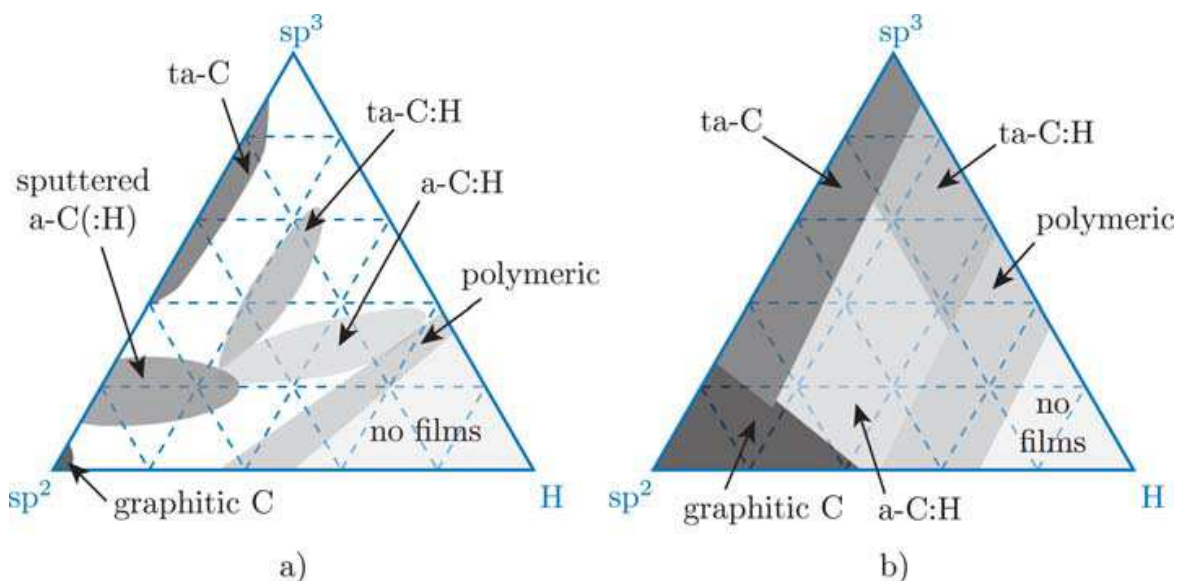 sp³
ta-C
ta-C:H
sputtered
a-C(:H)
a-C:H
polymeric
no films
sp²
H
graphitic C
a)
sp³
ta-C
ta-C:H
polymeric
no
films
sp²
H
graphitic C
a-C:H
b)